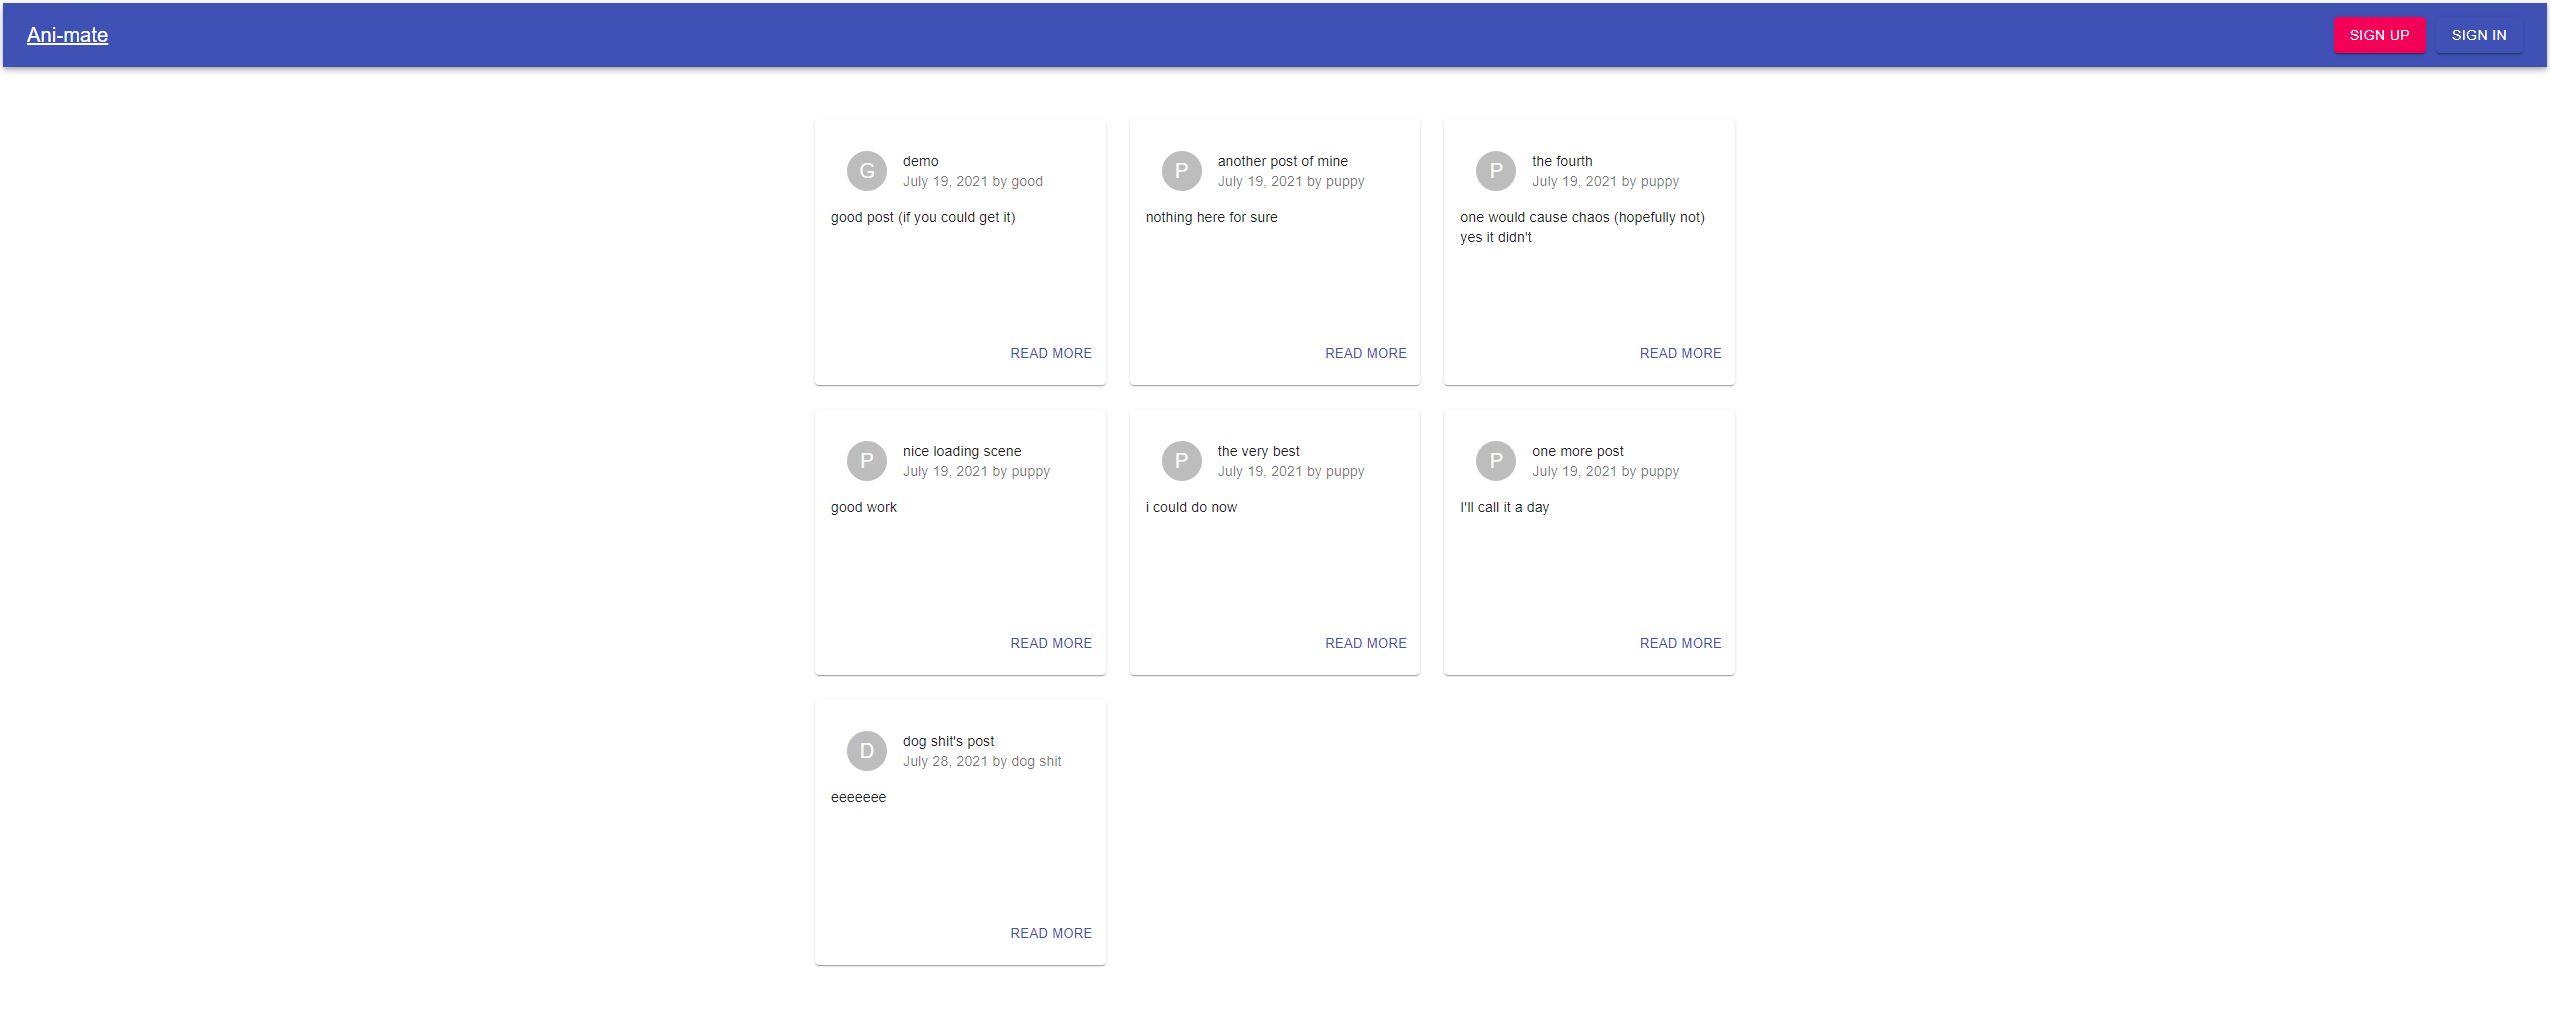 Ani-mate
SIGN UP
SIGN IN
G
demo
July 19, 2021 by good
good post (if you could get it)
READ MORE
P
another post of mine
July 19, 2021 by puppy
nothing here for sure
READ MORE
P
the fourth
July 19, 2021 by puppy
one would cause chaos (hopefully not)
yes it didn't
READ MORE
P
nice loading scene
July 19, 2021 by puppy
good work
READ MORE
P
the very best
July 19, 2021 by puppy
i could do now
READ MORE
P
one more post
July 19, 2021 by puppy
I'll call it a day
READ MORE
D
dog shit's post
July 28, 2021 by dog shit
eeeeeee
READ MORE